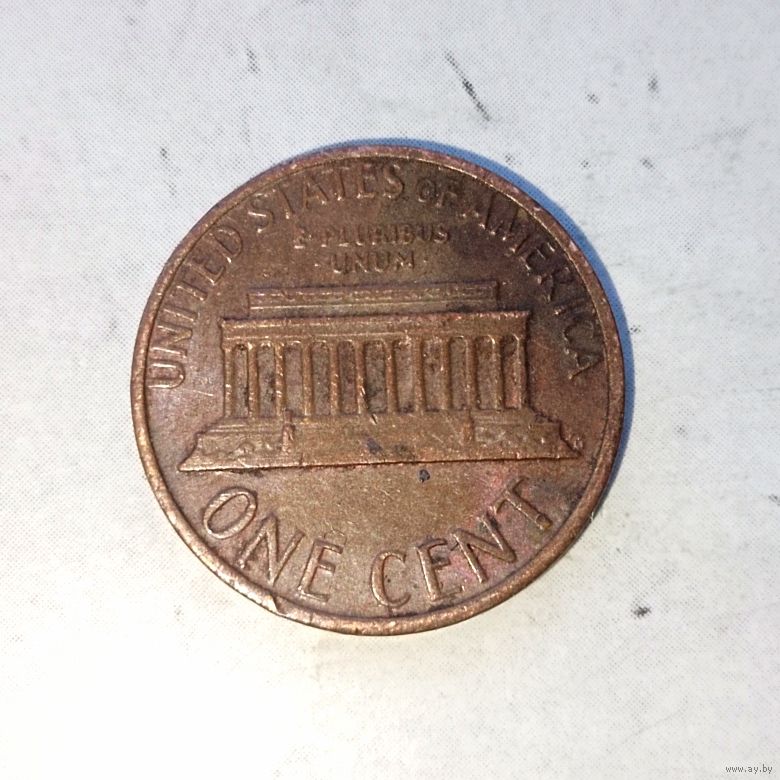 UNITED STATES OF AMERICA
E PLURIBUS
UNUM
ONE CENT
www.ay.by